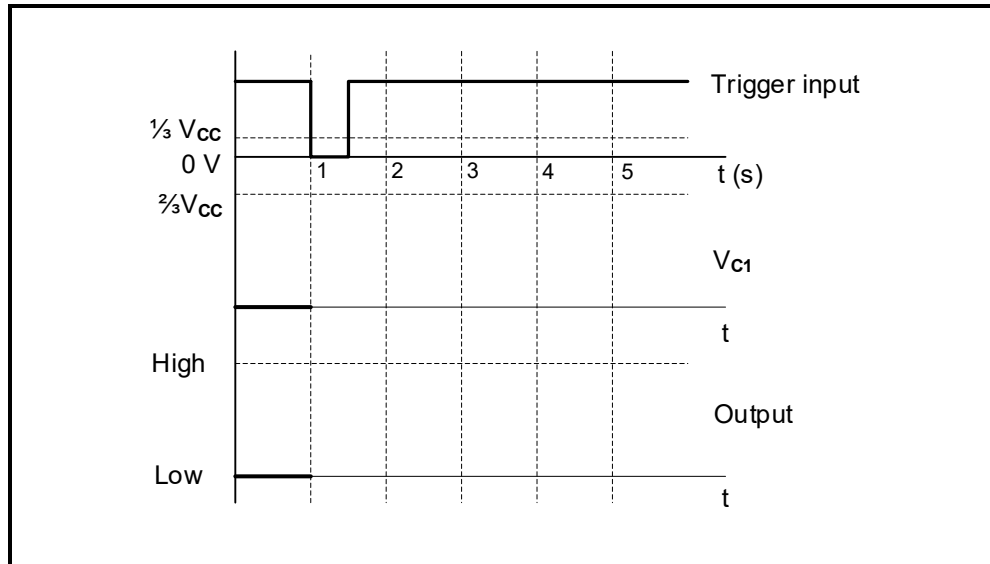 Trigger input
⅓ VCC
0 V
1 2 3 4 5 t (s)
⅔VCC
VC1
t
High
Output
Low
t